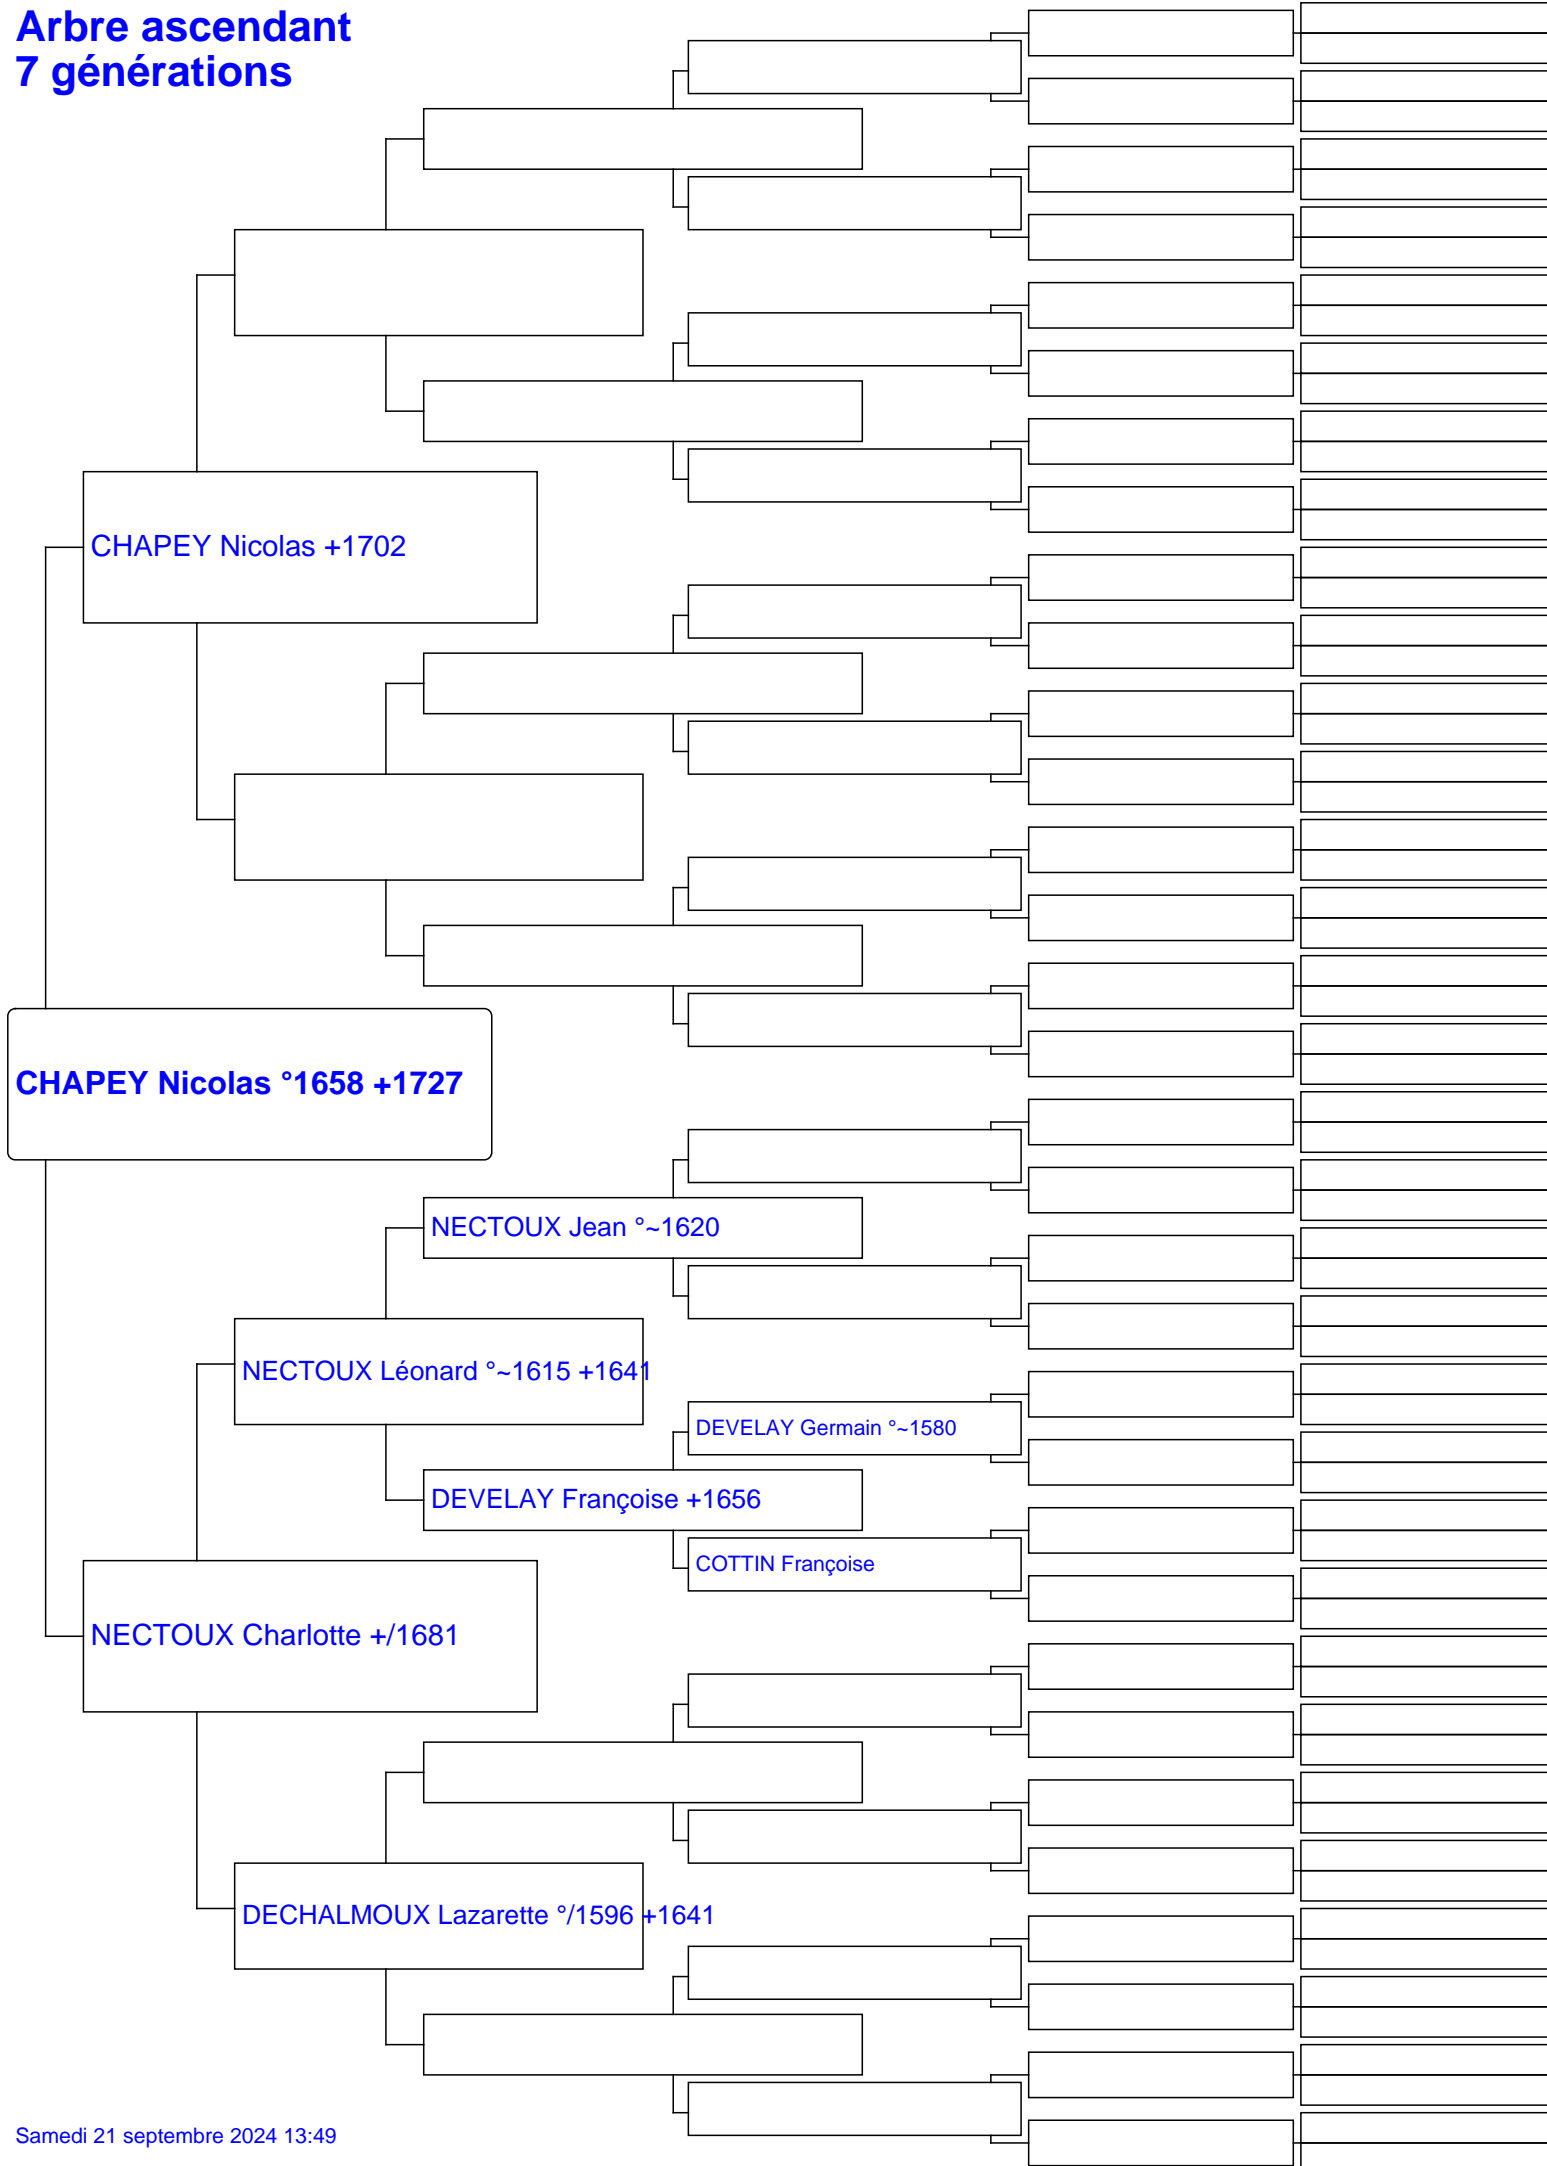 Arbre ascendant
7 générations
CHAPEY Nicolas +1702
CHAPEY Nicolas °1658 +1727
NECTOUX Jean °~1620
NECTOUX Léonard °~1615 +1641
DEVELAY Germain °~1580
DEVELAY Françoise +1656
COTTIN Françoise
NECTOUX Charlotte +/1681
DECHALMOUX Lazarette °/1596 +1641
Samedi 21 septembre 2024 13:49